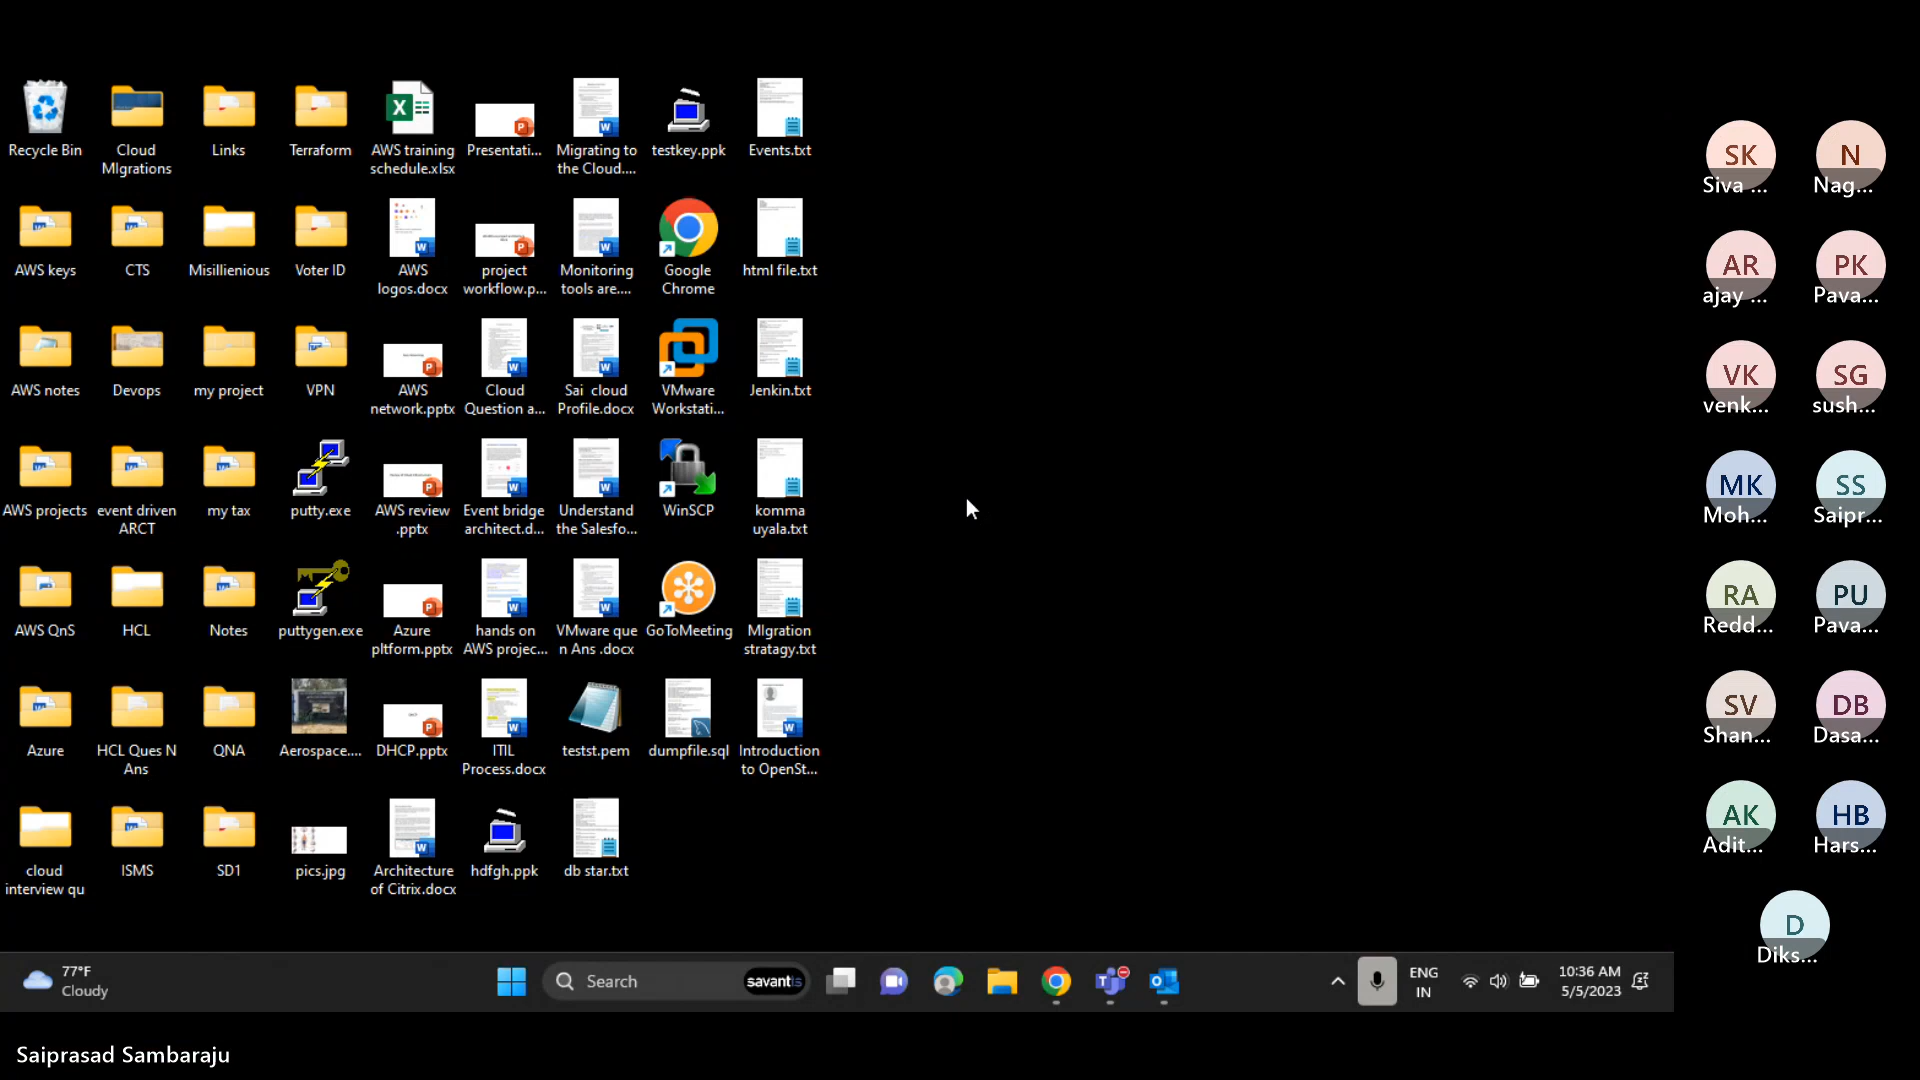 Recycle Bin
Cloud
MIgrations
Links
Terraform
AWS training
schedule.xlsx
Presentati...
Migrating to
the Cloud....
testkey.ppk
Events.txt
AWS keys
CTS
Misillienious
Voter ID
AWS
logos.docx
project
workflow.p...
Monitoring
tools are....
Google
Chrome
html file.txt
AWS notes
Devops
my project
VPN
AWS
network.pptx
Cloud
Question a...
Sai cloud
Profile.docx
VMware
Workstati...
Jenkin.txt
AWS projects
event driven
ARCT
my tax
putty.exe
AWS review
.pptx
Event bridge
architect.d...
Understand
the Salesfo...
WinSCP
komma
uyala.txt
AWS QnS
HCL
Notes
puttygen.exe
Azure
pltform.pptx
hands on
AWS projec...
VMware que
n Ans .docx
GoToMeeting
MIgration
stratagy.txt
Azure
HCL Ques N
Ans
QNA
Aerospace....
DHCP.pptx
ITIL
Process.docx
testst.pem
dumpfile.sql
Introduction
to OpenSt...
cloud
interview qu
ISMS
SD1
pics.jpg
Architecture
of Citrix.docx
hdfgh.ppk
db star.txt
SK
Siva ...
N
Nag...
AR
ajay ...
PK
Pava...
VK
venk...
SG
sush...
MK
Moh...
SS
Saipr...
RA
Redd...
PU
Pava...
SV
Shan...
DB
Dasa...
AK
Adit...
HB
Hars...
D
Diks...
77°F
Cloudy
Search
savantis
ENG
IN
10:36 AM
5/5/2023
Saiprasad Sambaraju